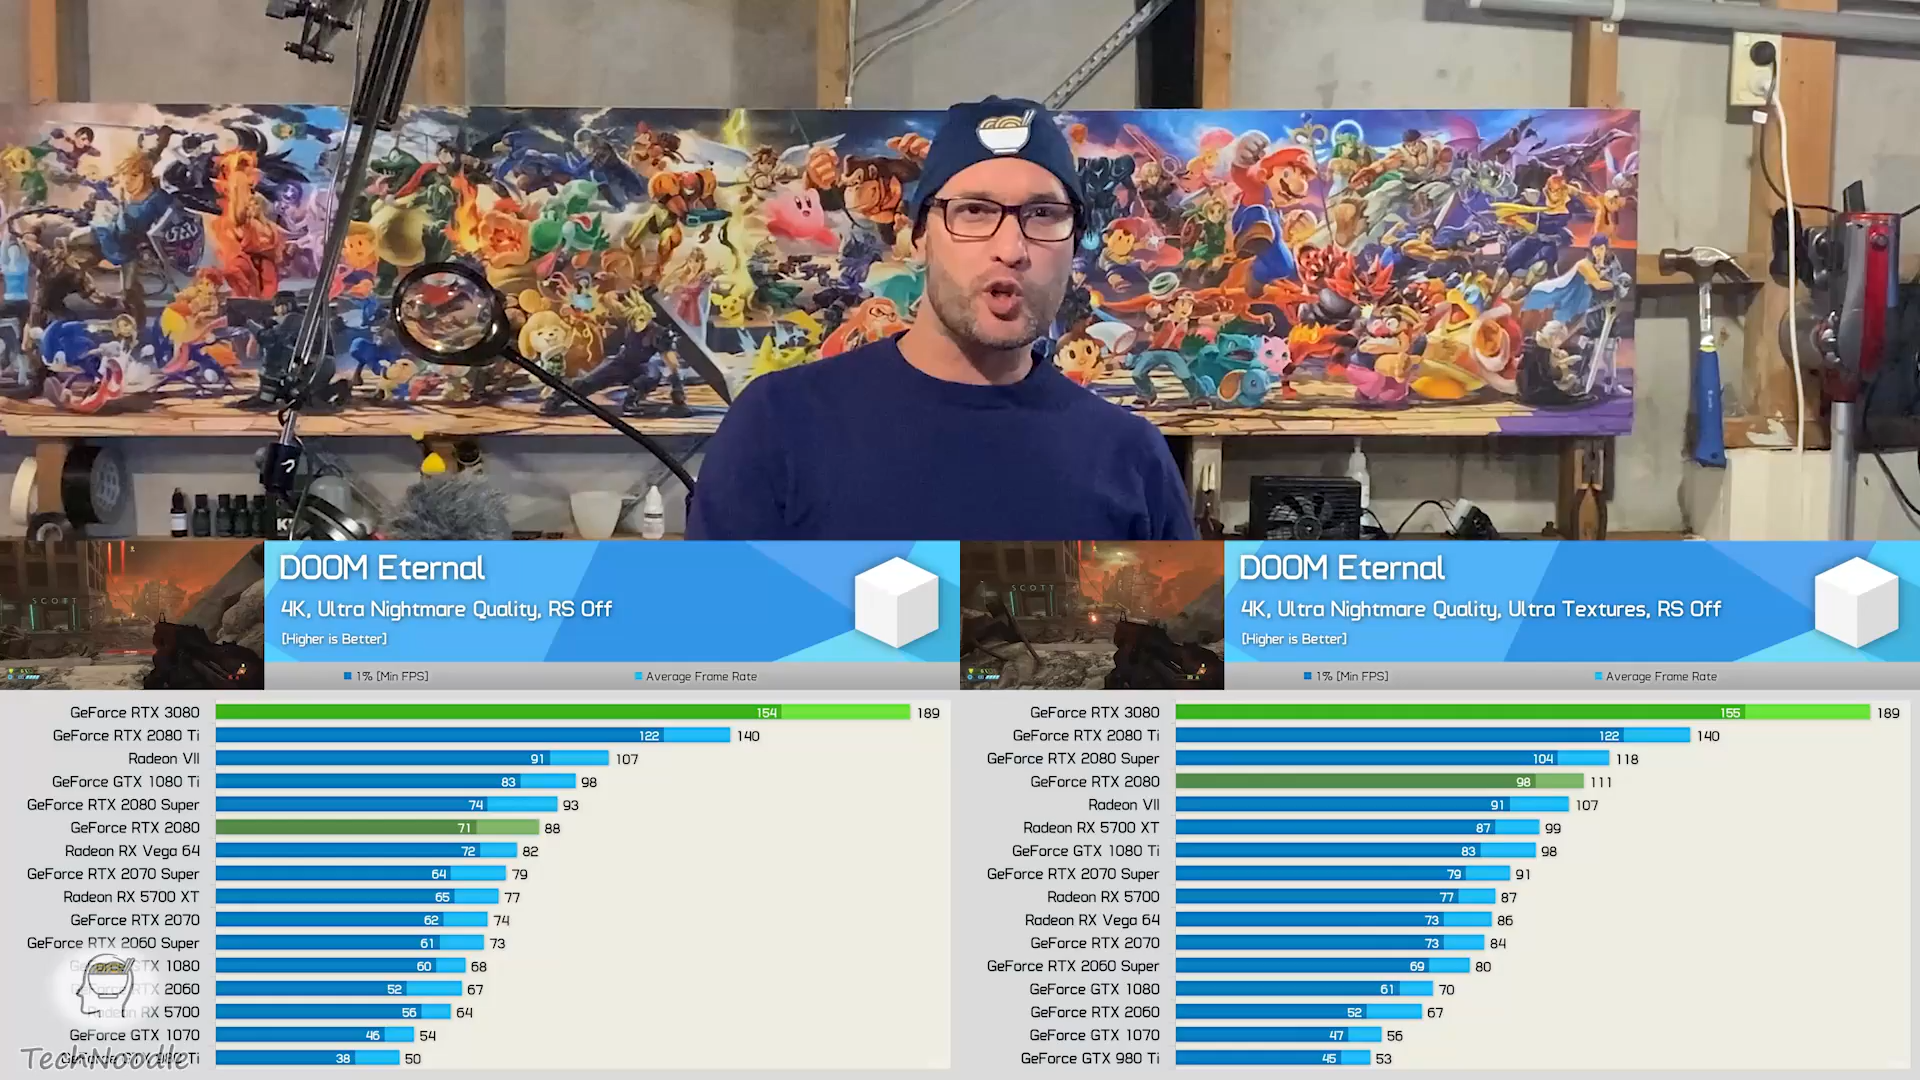 SCOTT
DOOM Eternal
4K, Ultra Nightmare Quality, RS Off
[Higher is Better]
1% [Min FPS]
Average Frame Rate
GeForce RTX 3080 154 189
GeForce RTX 2080 Ti 122 140
Radeon VII 91 107
GeForce GTX 1080 Ti 83 98
GeForce RTX 2080 Super 74 93
GeForce RTX 2080 71 88
Radeon RX Vega 64 72 82
GeForce RTX 2070 Super 64 79
Radeon RX 5700 XT 65 77
GeForce RTX 2070 62 74
GeForce RTX 2060 Super 61 73
GeForce GTX 1080 60 68
GeForce RTX 2060 52 67
Radeon RX 5700 56 64
GeForce GTX 1070 46 54
Ti 38 50
TechNoodle
SCOTT
DOOM Eternal
4K, Ultra Nightmare Quality, Ultra Textures, RS Off
[Higher is Better]
1% [Min FPS]
Average Frame Rate
GeForce RTX 3080 155 189
GeForce RTX 2080 Ti 122 140
GeForce RTX 2080 Super 104 118
GeForce RTX 2080 98 111
Radeon VII 91 107
Radeon RX 5700 XT 87 99
GeForce GTX 1080 Ti 83 98
GeForce RTX 2070 Super 79 91
Radeon RX 5700 77 87
Radeon RX Vega 64 73 86
GeForce RTX 2070 73 84
GeForce RTX 2060 Super 69 80
GeForce GTX 1080 61 70
GeForce RTX 2060 52 67
GeForce GTX 1070 47 56
GeForce GTX 980 Ti 45 53